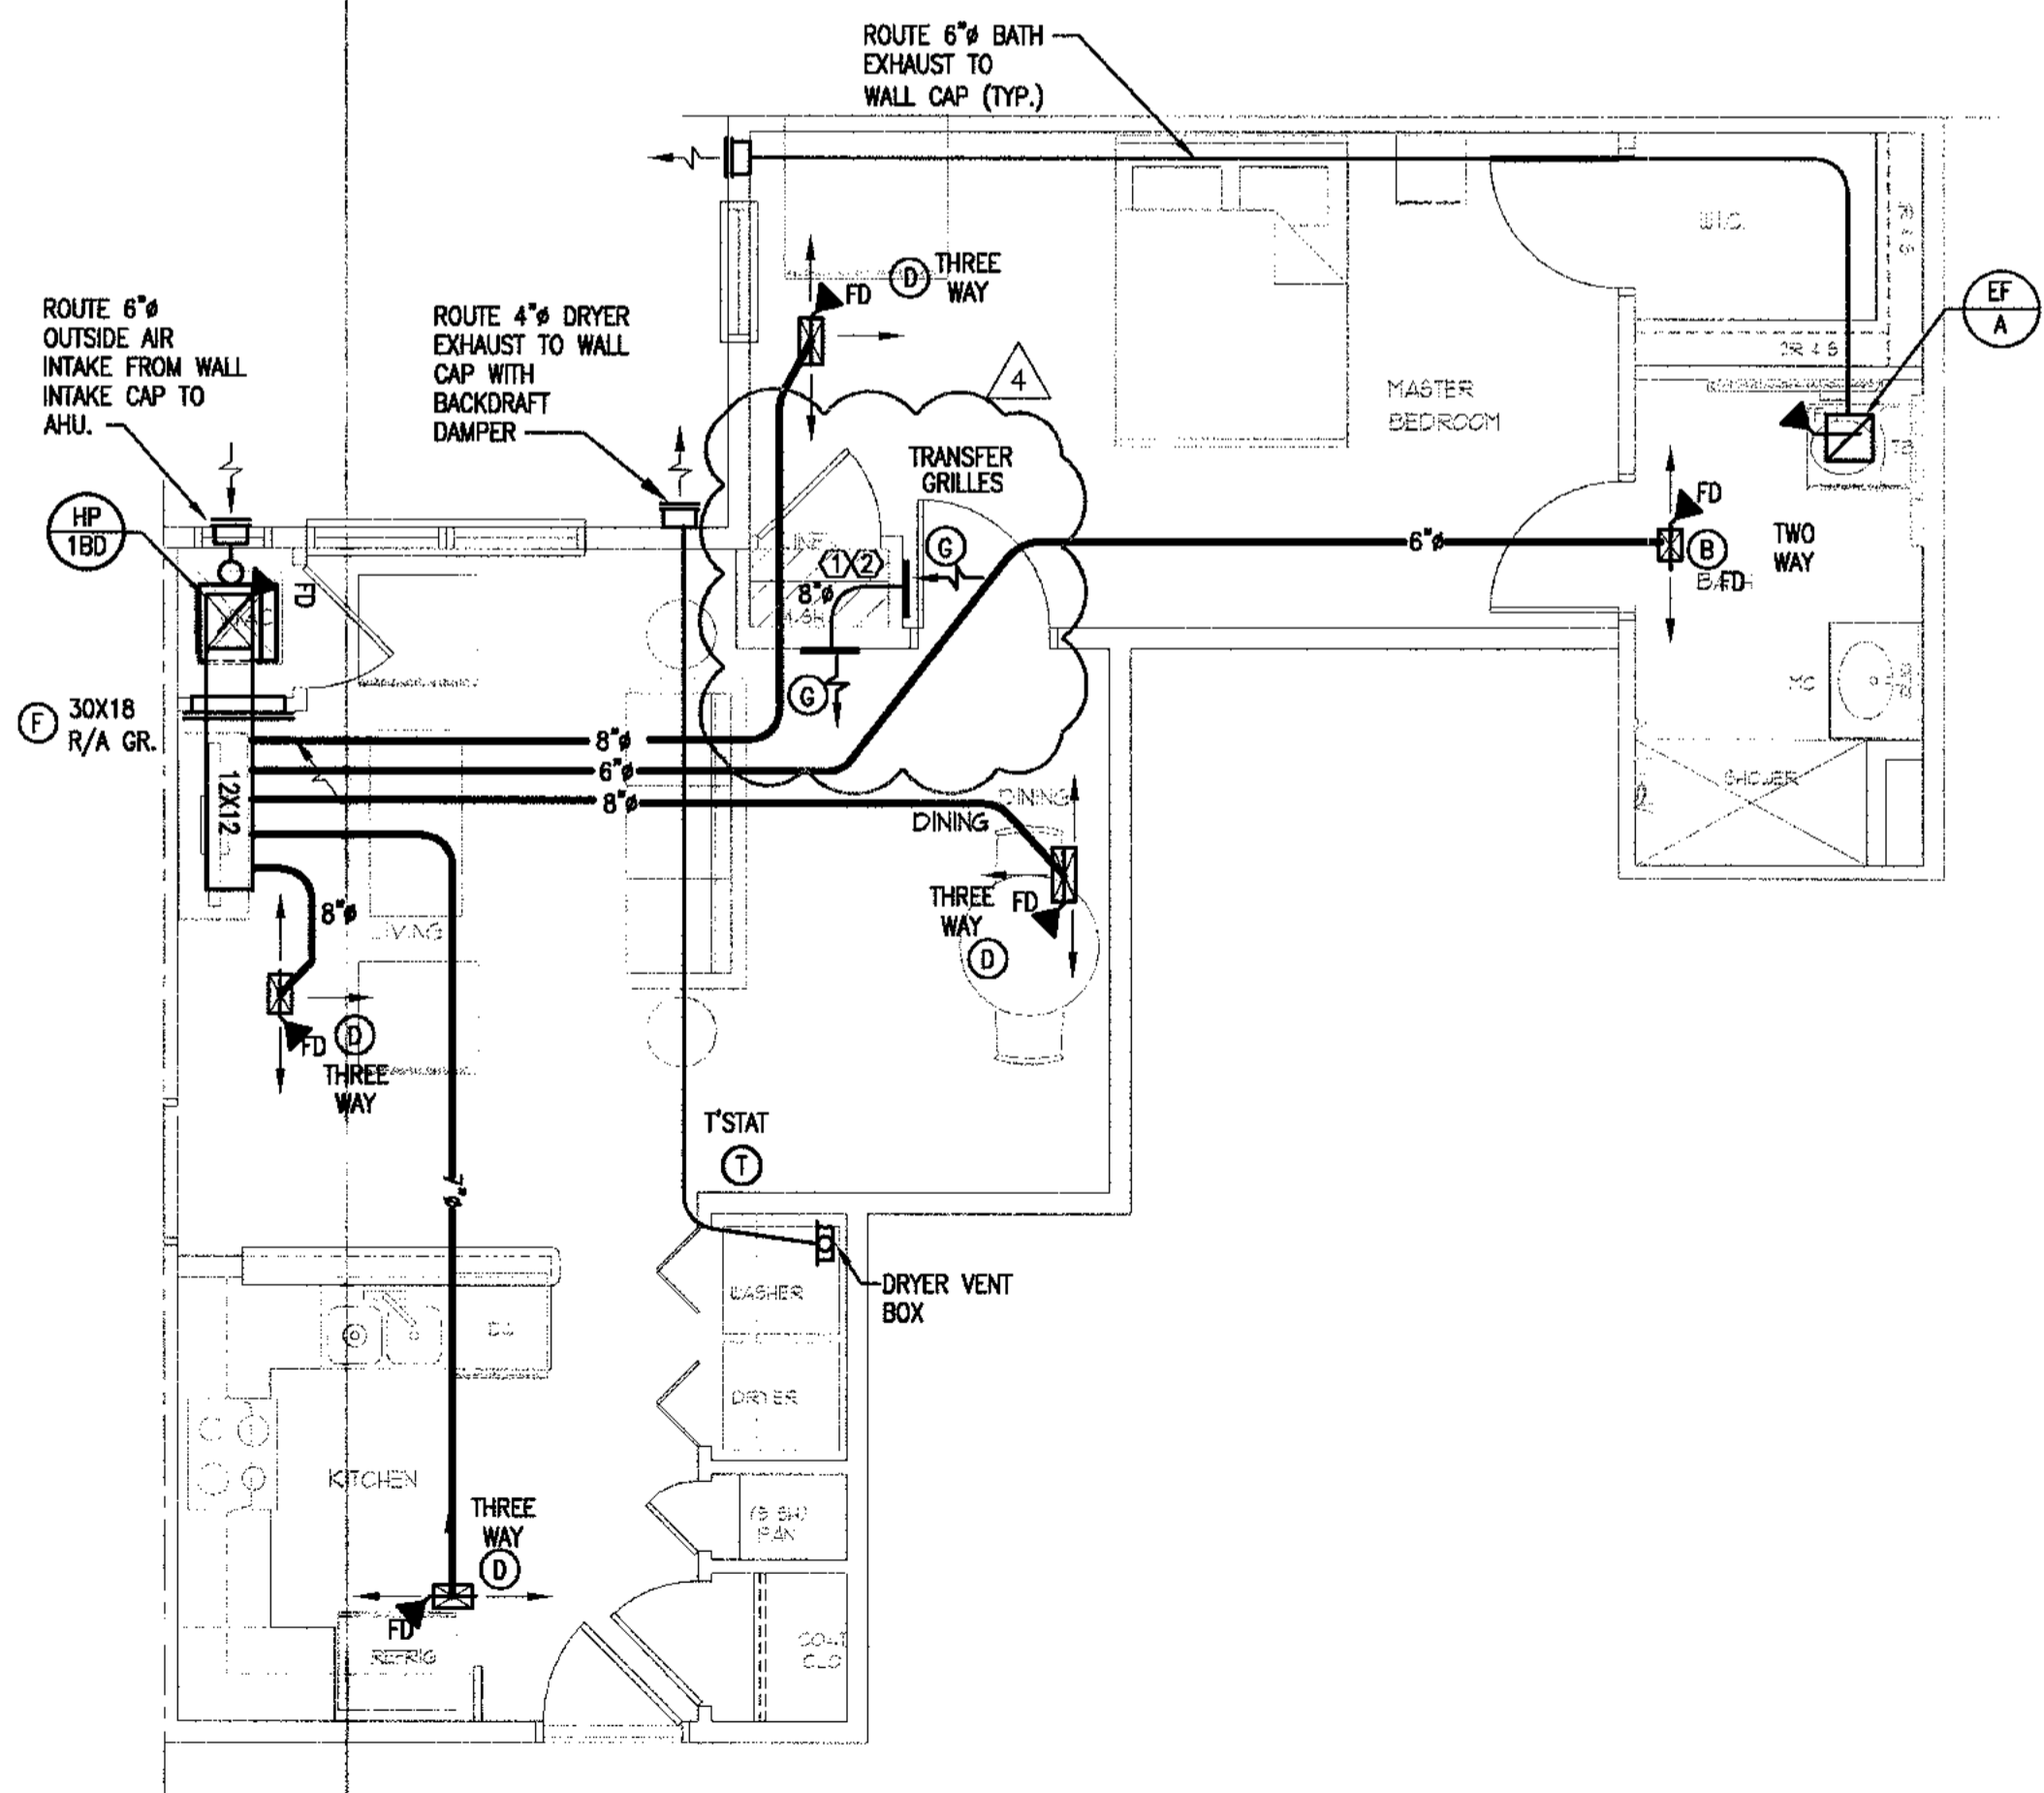 ROUTE 6"ø BATH
EXHAUST TO
WALL CAP (TYP.)
W.I.C.
EF
A
ROUTE 6"ø
OUTSIDE AIR
INTAKE FROM WALL
INTAKE CAP TO
AHU.
ROUTE 4"ø DRYER
EXHAUST TO WALL
CAP WITH
BACKDRAFT
DAMPER
D
THREE
WAY
FD
4
MASTER
BEDROOM
TRANSFER
GRILLES
HP
1BD
FD
G
1
2
8"ø
G
6"ø
FD
B
TWO
WAY
BATH
FD
SHOWER
F
30X18
R/A GR.
12X12
8"ø
6"ø
8"ø
DINING
DINING
THREE
WAY
FD
D
8"ø
LIVING
FD
D
THREE
WAY
7"ø
T'STAT
T
DRYER VENT
BOX
WASHER
DRYER
KITCHEN
THREE
WAY
D
FD
REFRIG